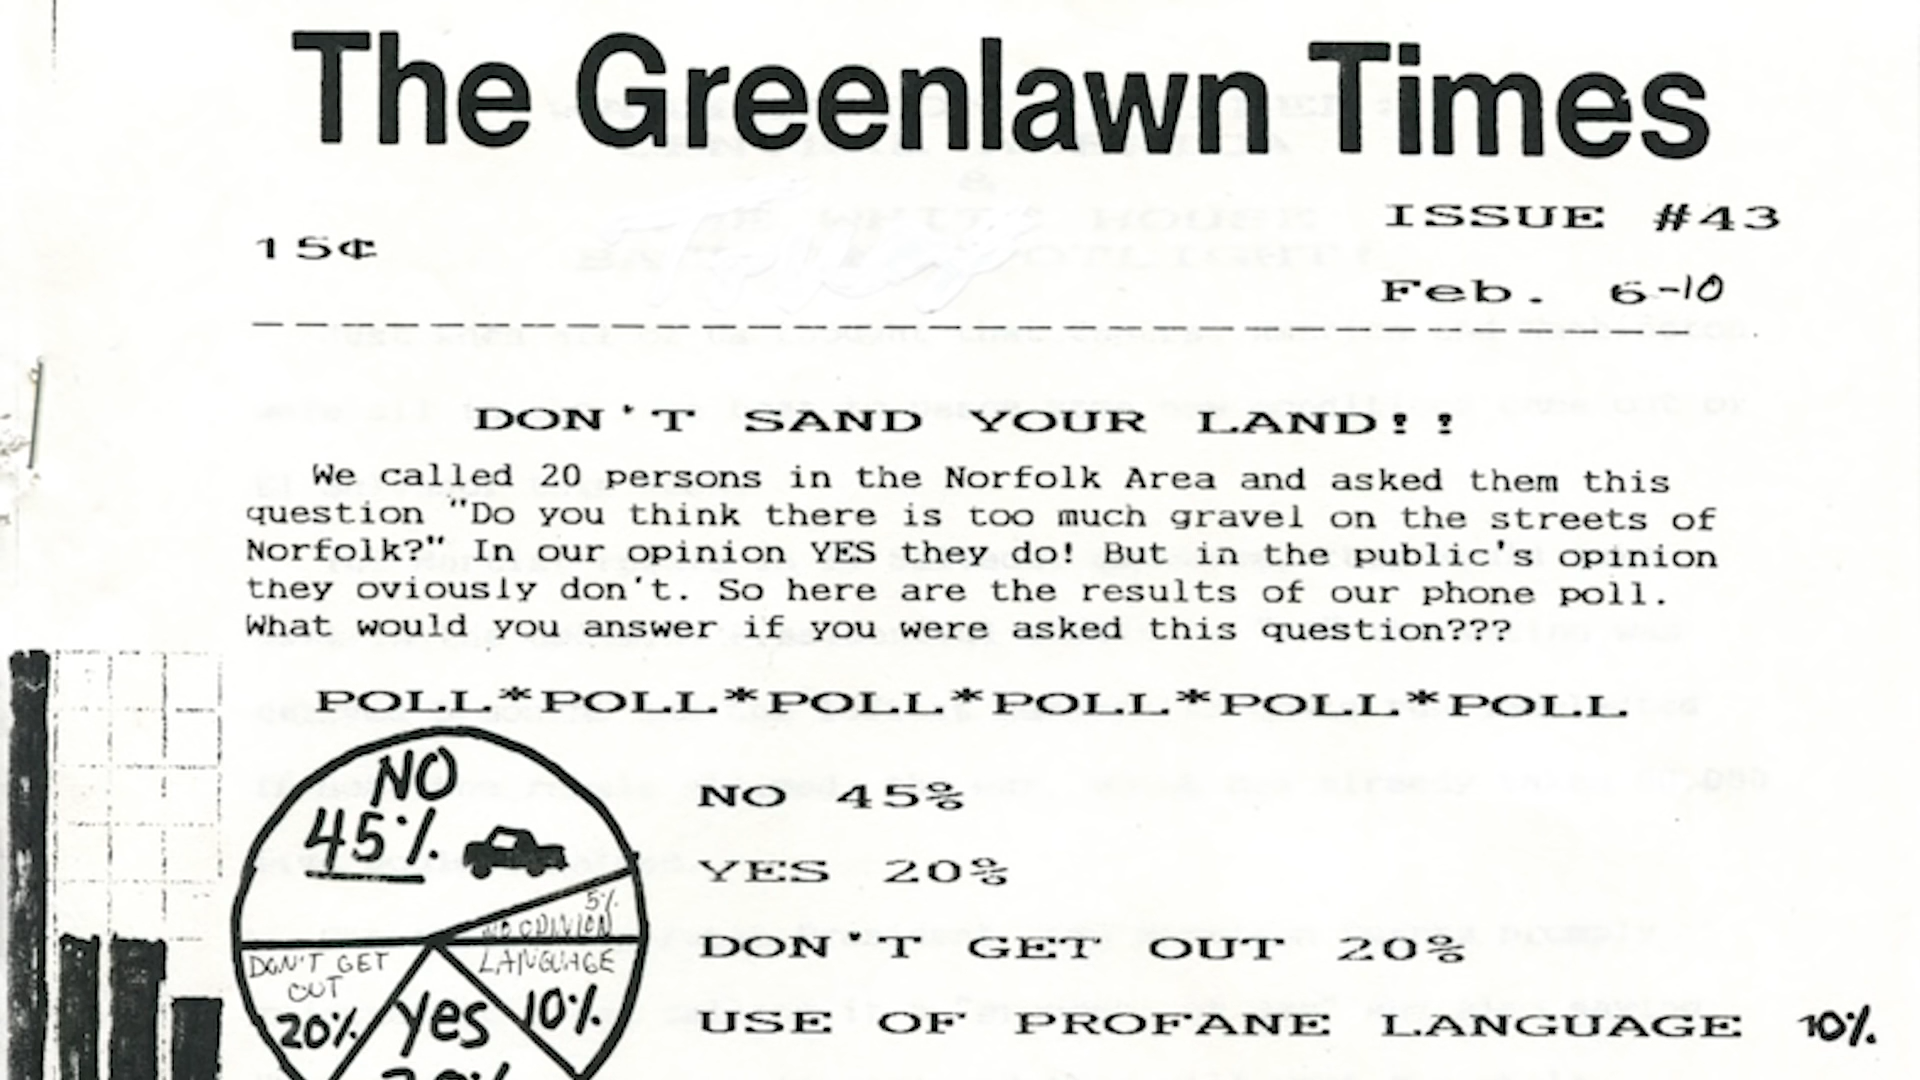 The Greenlawn Times
15¢
ISSUE #43
Feb. 6-10
DON'T SAND YOUR LAND!!
We called 20 persons in the Norfolk Area and asked them this
question "Do you think there is too much gravel on the streets of
Norfolk?" In our opinion YES they do! But in the public's opinion
they oviously don't. So here are the results of our phone poll.
What would you answer if you were asked this question???
POLL*POLL*POLL*POLL*POLL*POLL
NO
45%
5%
NO OPINION
LANGUAGE
10%
DON'T GET
OUT
20%
Yes
NO 45%
YES 20%
DON'T GET OUT 20%
USE OF PROFANE LANGUAGE 10%